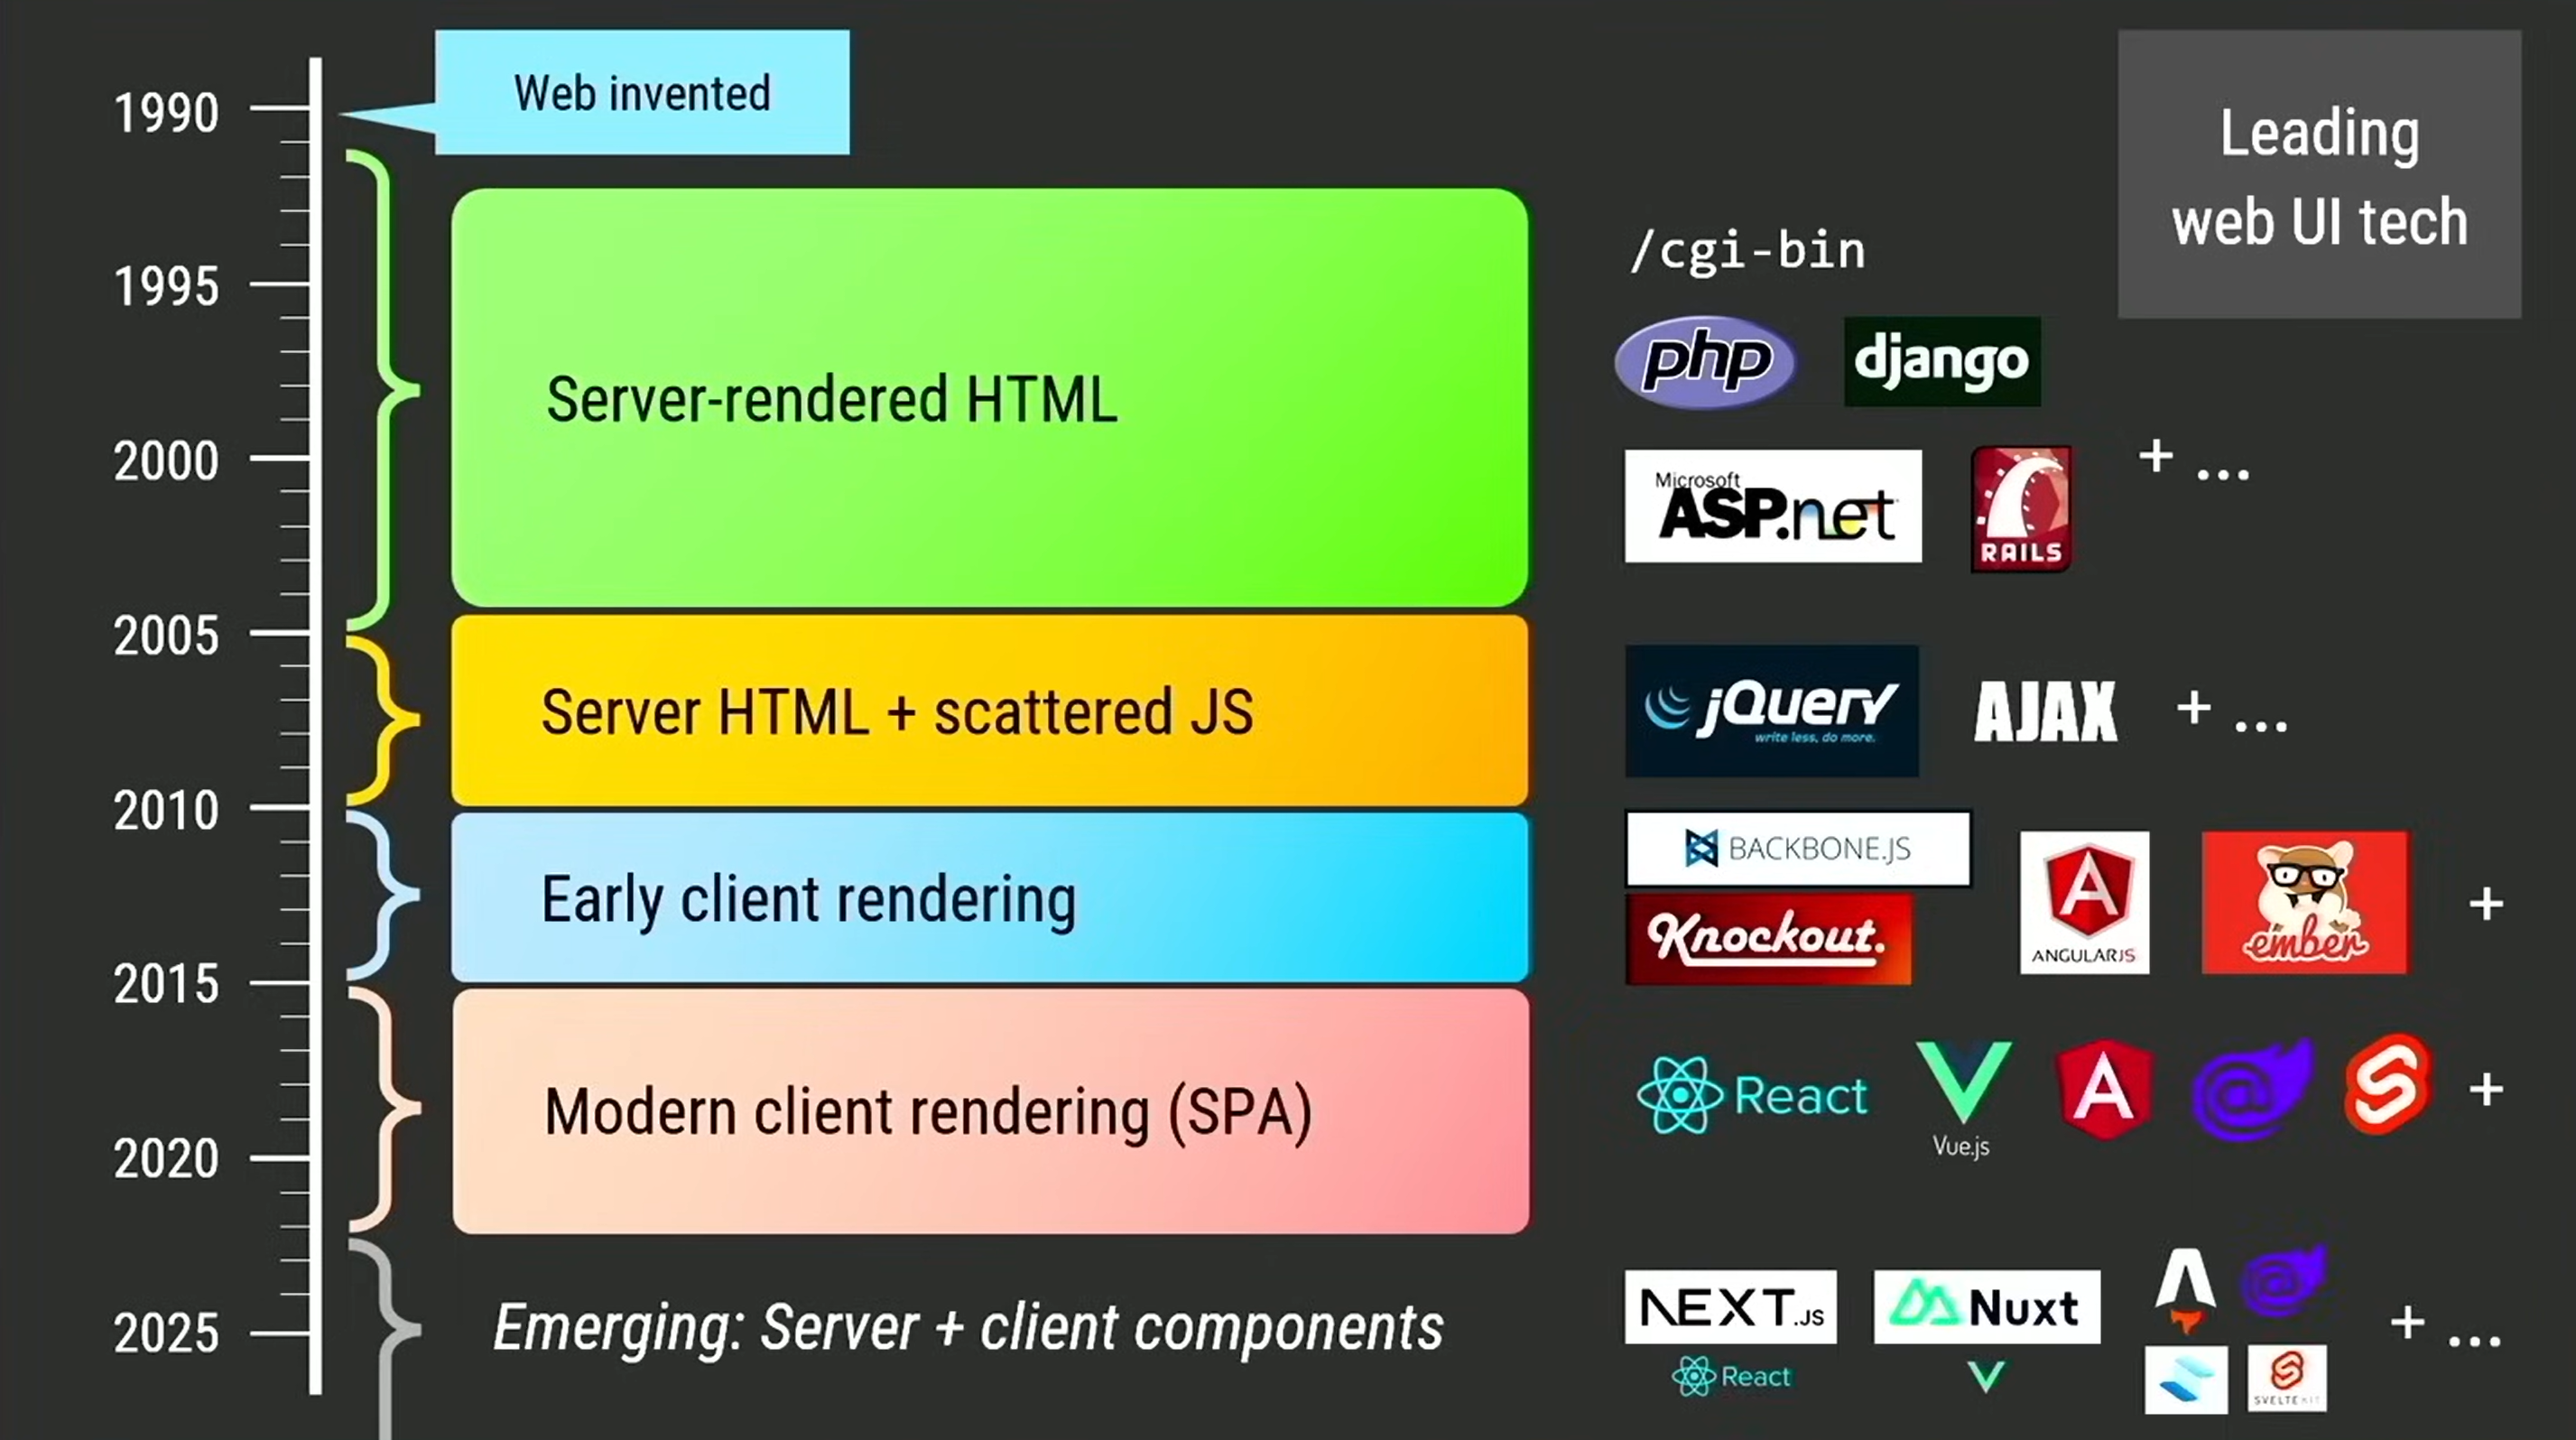 Web invented
Leading
web UI tech
1990
1995
2000
2005
2010
2015
2020
2025
Server-rendered HTML
/cgi-bin
php django
Microsoft
ASP.net
RAILS
+ ...
Server HTML + scattered JS
jQuery
write less, do more.
AJAX
+ ...
Early client rendering
BACKBONE.JS
Knockout.
ANGULARJS
ember
+
Modern client rendering (SPA)
React
Vue.js
A
@
S
+
Emerging: Server + client components
NEXT.JS
Nuxt
React
@
SVELTEKIT
+ ...